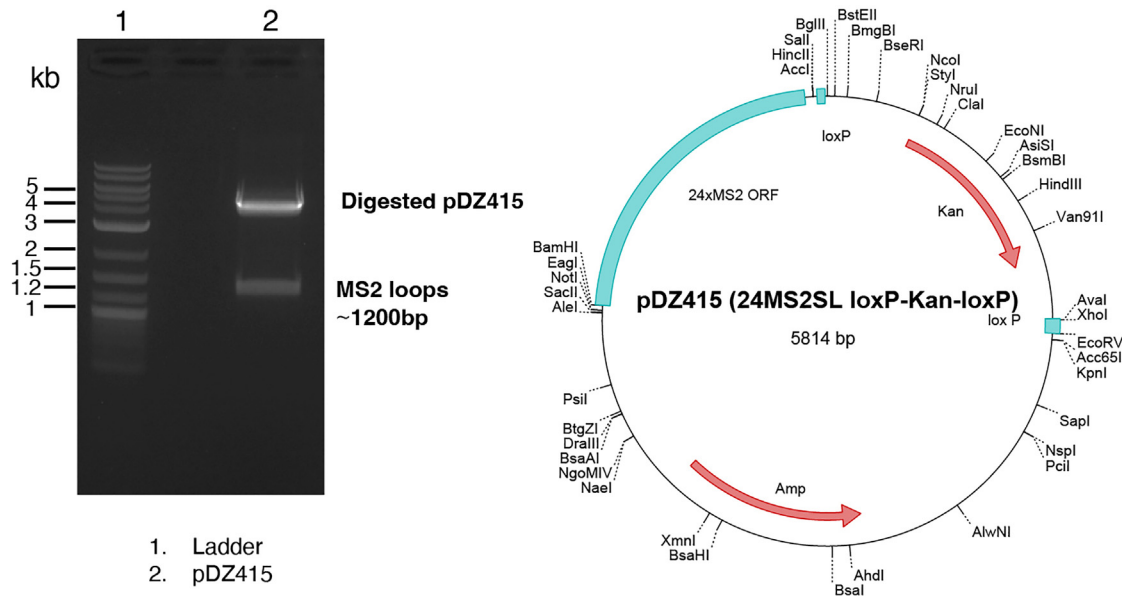 1
2
kb
5
4
3
2
1.5
1.2
1
Digested pDZ415
MS2 loops
~1200bp
1. Ladder
2. pDZ415
BglII
SalI
HincII
AccI
BstEII
BmgBI
BseRI
NcoI
StyI
NruI
ClaI
EcoNI
AsiSI
BsmBI
HindIII
Van91I
loxP
24xMS2 ORF
Kan
BamHI
EagI
NotI
SacII
AleI
pDZ415 (24MS2SL loxP-Kan-loxP)
lox P
5814 bp
AvaI
XhoI
EcoRV
Acc65I
KpnI
PsiI
BtgZI
DraIII
BsaAI
NgoMIV
NaeI
SapI
NspI
PciI
Amp
XmnI
BsaHI
AlwNI
AhdI
BsaI